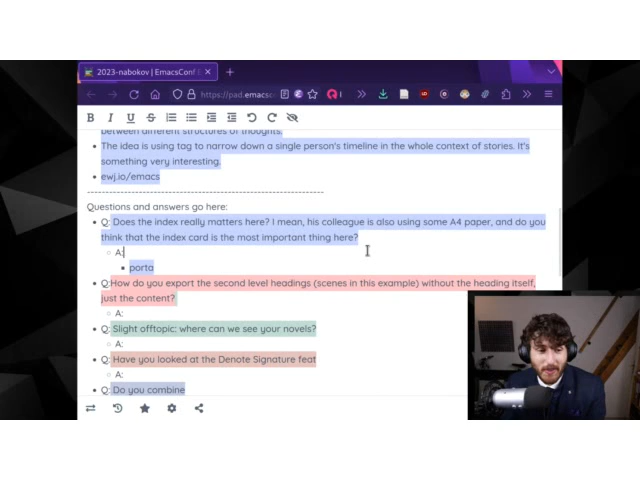 2023-nabokov | EmacsConf
https://pad.emacsc
between different structures of thoughts.
The idea is using tag to narrow down a single person's timeline in the whole context of stories. It's
something very interesting.
ewj.io/emacs
--------------------------------------------------------------------------------
Questions and answers go here:
Q: Does the index really matters here? I mean, his colleague is also using some A4 paper, and do you
think that the index card is the most important thing here?
A:
porta
Q:How do you export the second level headings (scenes in this example) without the heading itself,
just the content?
A:
Q: Slight offtopic: where can we see your novels?
A:
Q: Have you looked at the Denote Signature feat
A:
Q: Do you combine